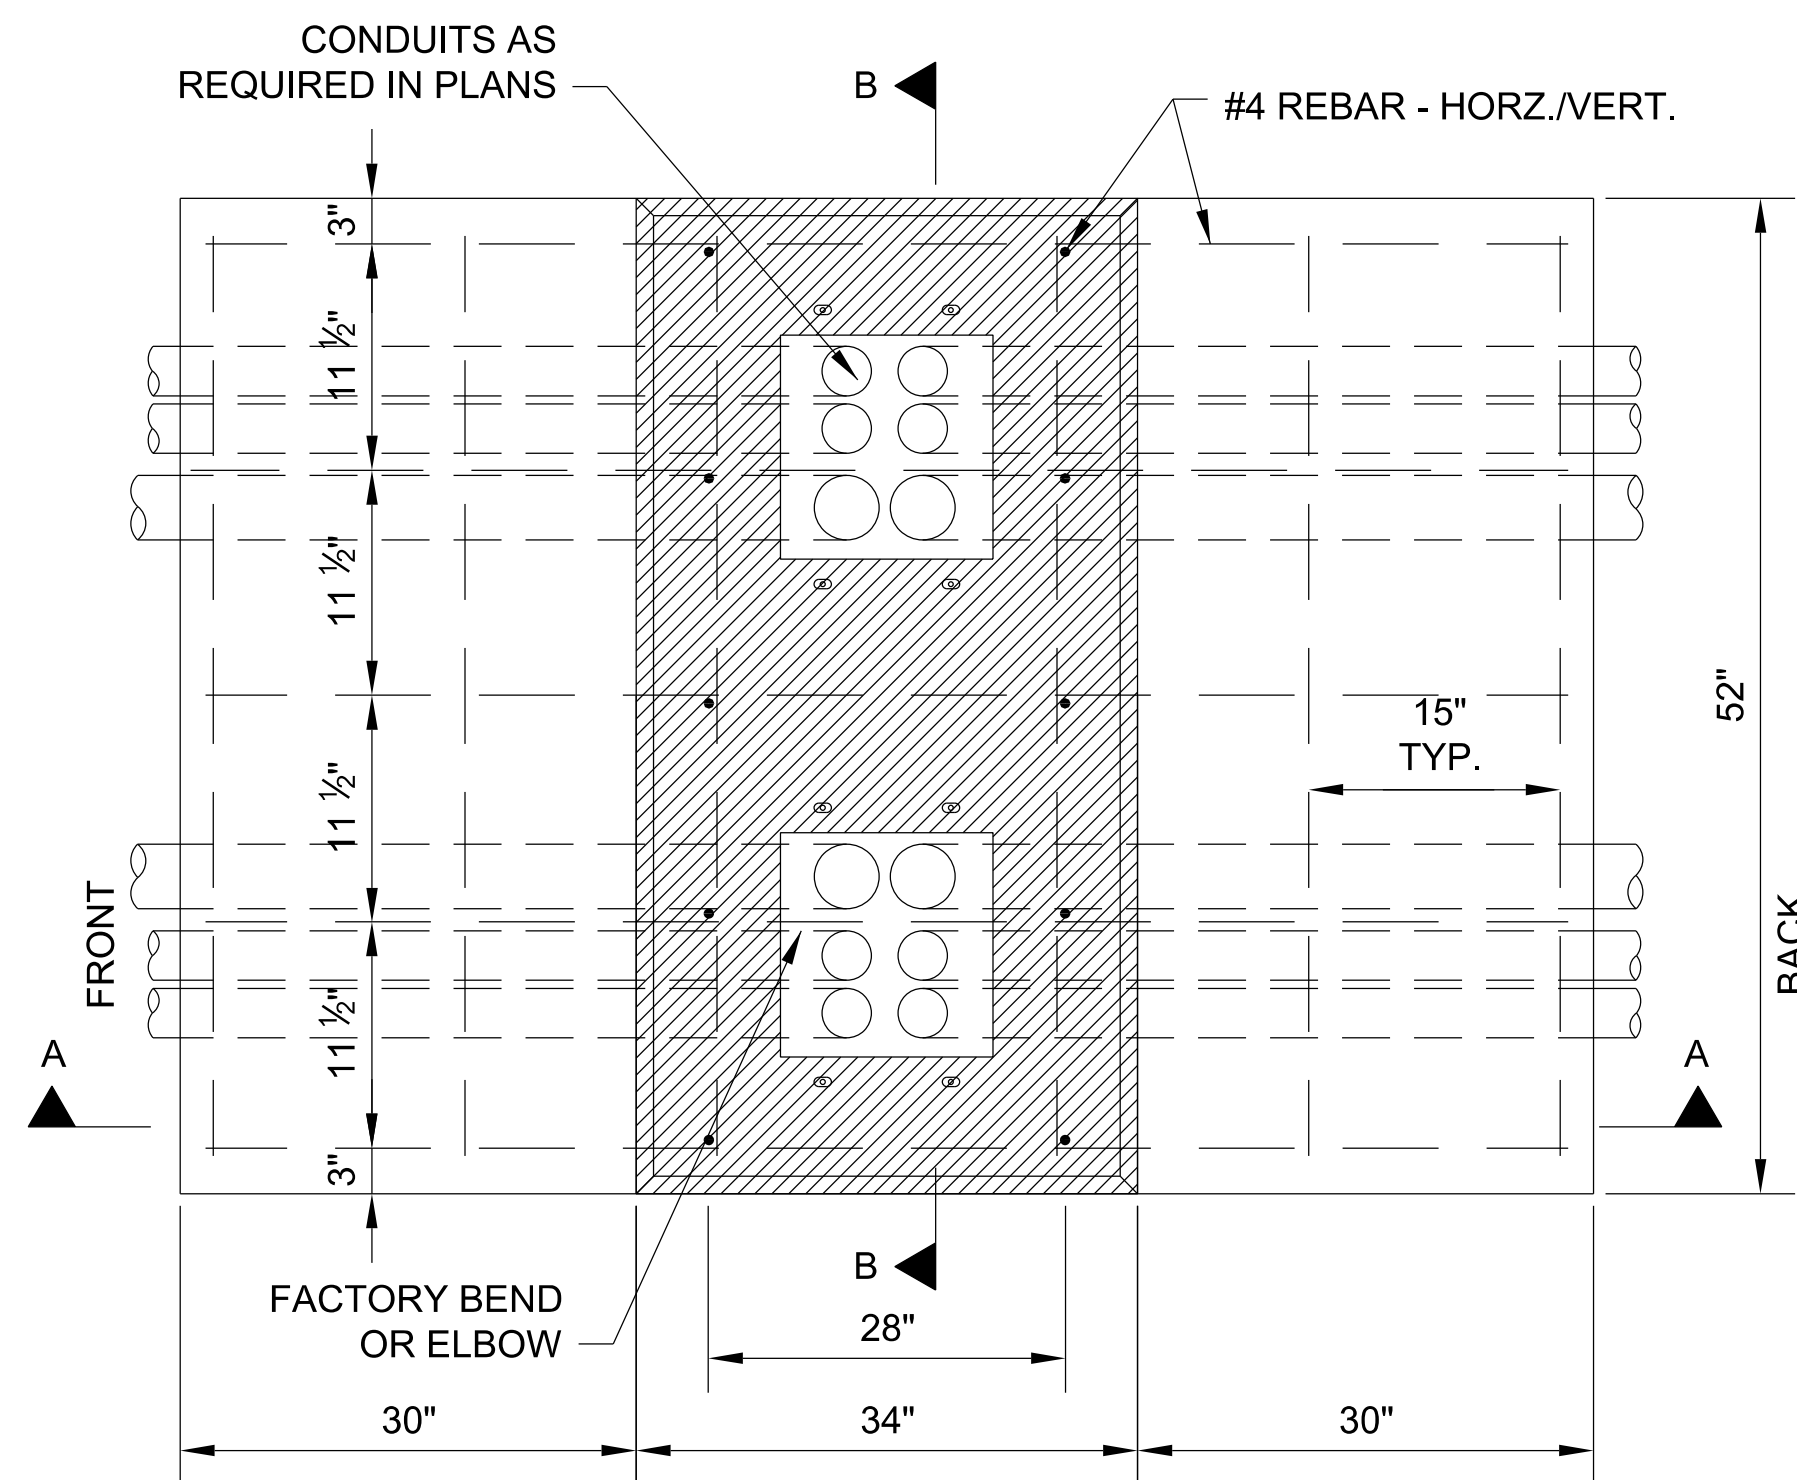 CONDUITS AS
REQUIRED IN PLANS
B
#4 REBAR - HORZ./VERT.
3"
11 ½"
11 ½"
11 ½"
11 ½"
3"
15"
TYP.
52"
FRONT
BACK
A
A
FACTORY BEND
OR ELBOW
B
28"
30"
34"
30"